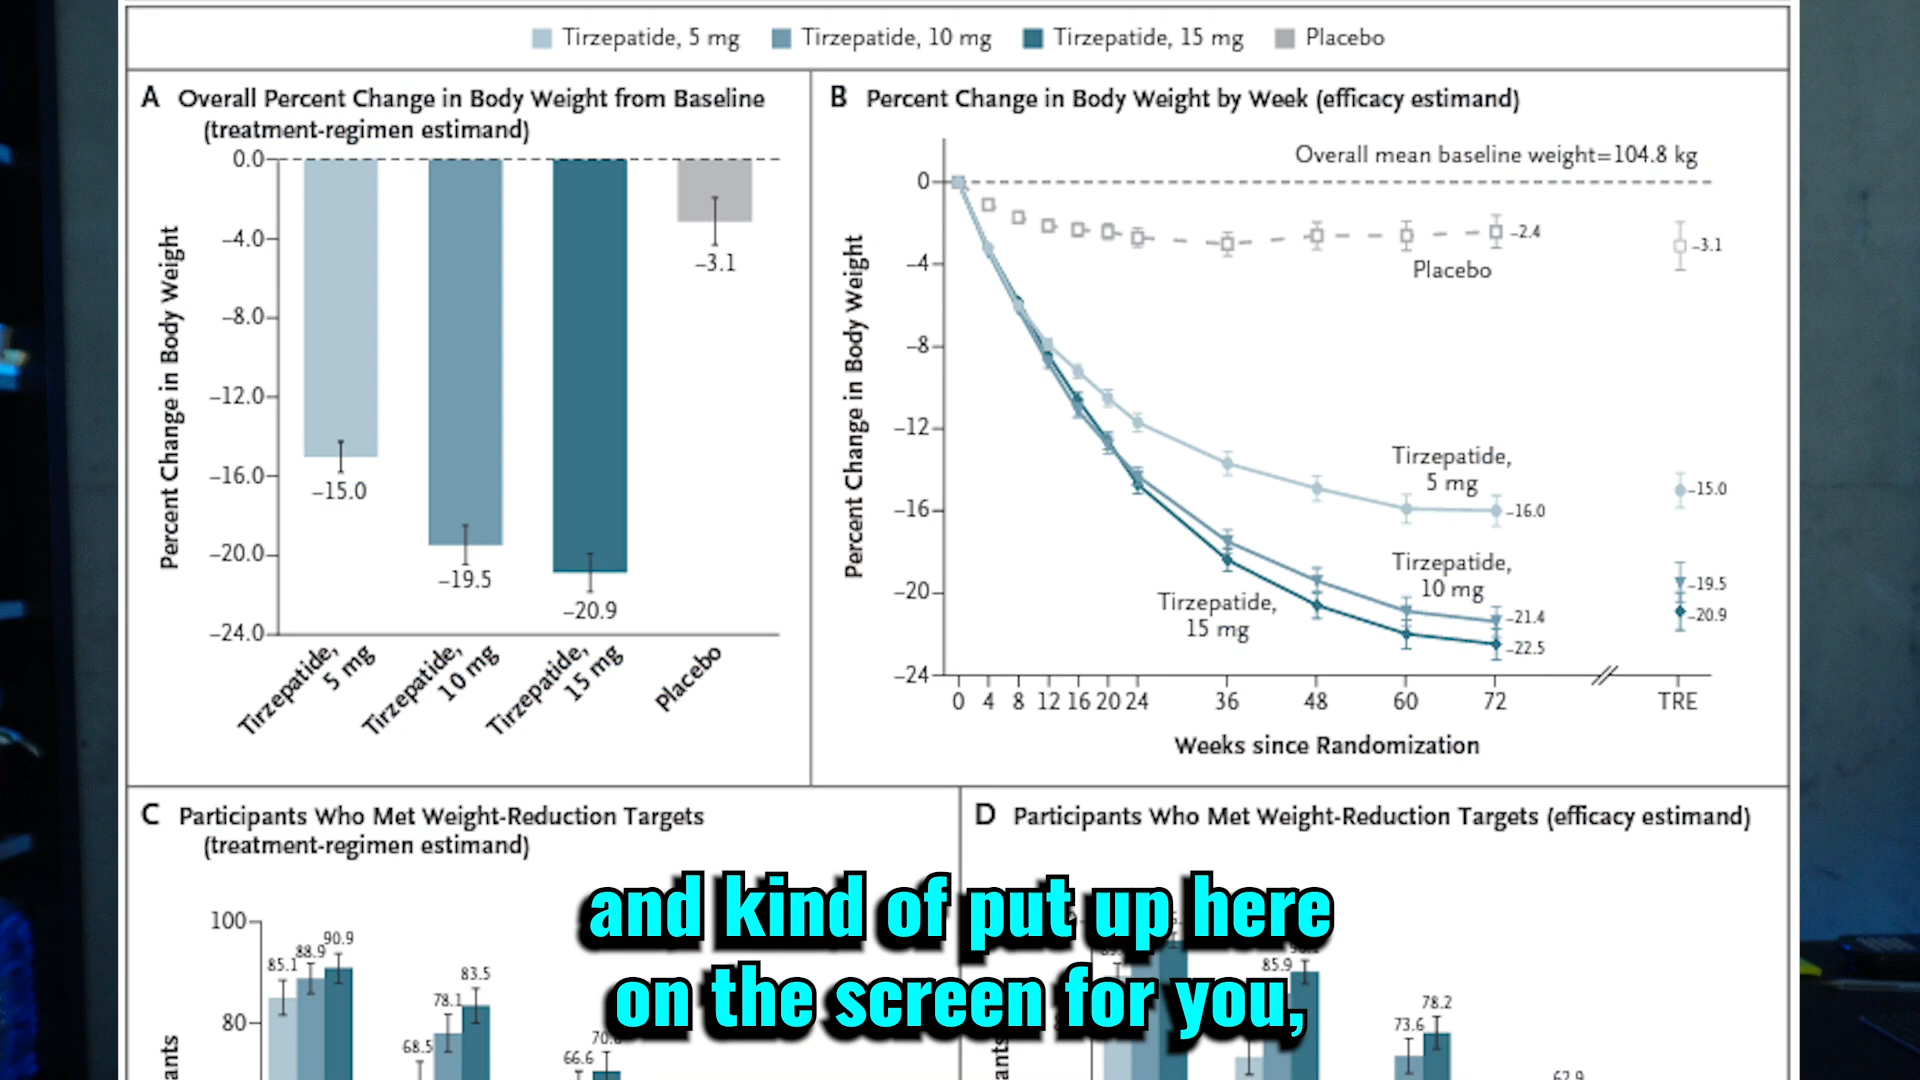 Tirzepatide, 5 mg Tirzepatide, 10 mg Tirzepatide, 15 mg Placebo
A Overall Percent Change in Body Weight from Baseline
(treatment-regimen estimand)
Percent Change in Body Weight
0.0
−4.0
−8.0
−12.0
−16.0
−20.0
−24.0
−15.0
−19.5
−20.9
−3.1
Tirzepatide,
5 mg
Tirzepatide,
10 mg
Tirzepatide,
15 mg
Placebo
B Percent Change in Body Weight by Week (efficacy estimand)
Overall mean baseline weight=104.8 kg
Percent Change in Body Weight
0
−4
−8
−12
−16
−20
−24
−2.4
Placebo
−3.1
Tirzepatide,
5 mg
−16.0
−15.0
Tirzepatide,
10 mg
−21.4
−19.5
Tirzepatide,
15 mg
−22.5
−20.9
0 4 8 12 16 20 24 36 48 60 72 TRE
Weeks since Randomization
C Participants Who Met Weight-Reduction Targets
(treatment-regimen estimand)
100
80
85.1 88.9 90.9
68.5 78.1 83.5
66.6
D Participants Who Met Weight-Reduction Targets (efficacy estimand)
85.9
73.6 78.2
62.9
and kind of put up here
on the screen for you,